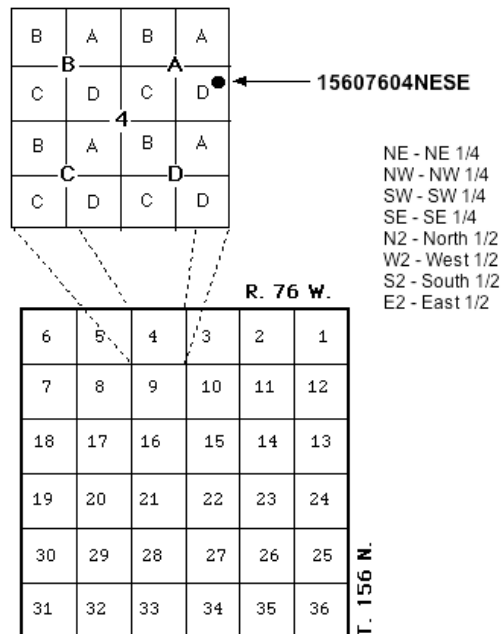 B A B A
B A
C D C D
15607604NESE
4
B A B A
C D
C D C D
NE - NE 1/4
NW - NW 1/4
SW - SW 1/4
SE - SE 1/4
N2 - North 1/2
W2 - West 1/2
S2 - South 1/2
E2 - East 1/2
R. 76 W.
6 5 4 3 2 1
7 8 9 10 11 12
18 17 16 15 14 13
19 20 21 22 23 24
30 29 28 27 26 25
31 32 33 34 35 36
T. 156 N.